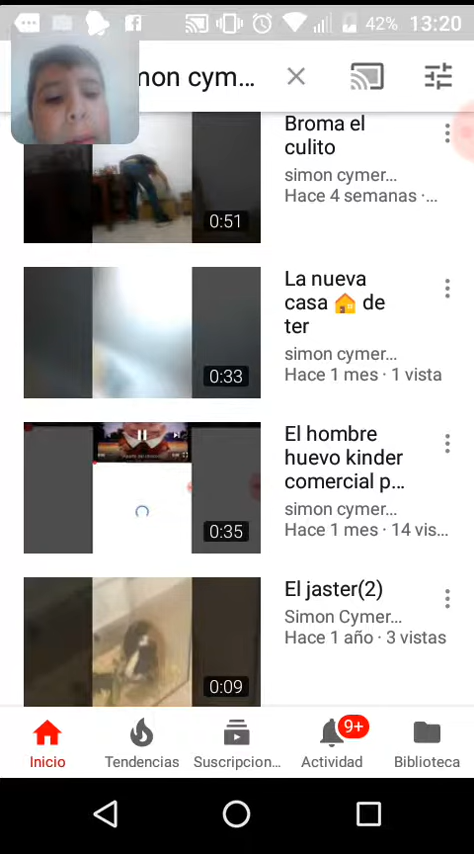 42% 13:20
mon cym...
Broma el
culito
simon cymer...
Hace 4 semanas ·...
0:51
La nueva
casa 🏠 de
ter
simon cymer...
Hace 1 mes · 1 vista
0:33
El hombre
huevo kinder
comercial p...
simon cymer...
Hace 1 mes · 14 vis...
0:35
El jaster(2)
Simon Cymer...
Hace 1 año · 3 vistas
0:09
9+
Inicio
Tendencias
Suscripcion...
Actividad
Biblioteca